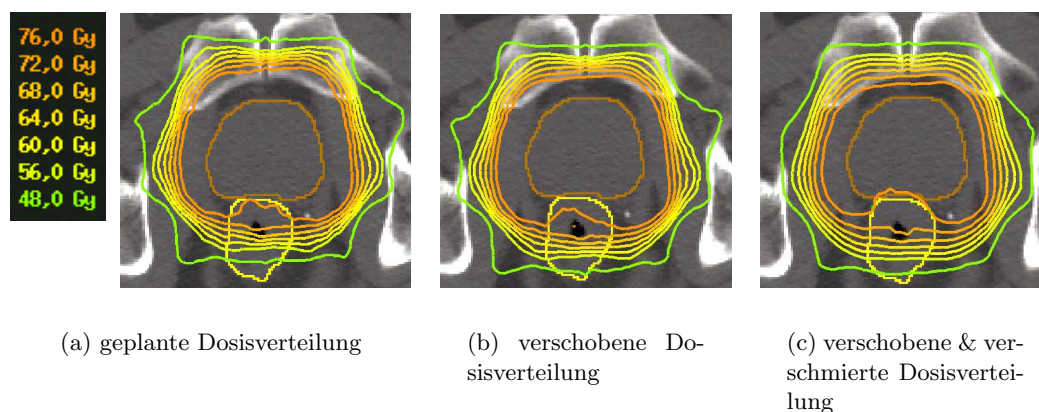 76,0 Gy
72,0 Gy
68,0 Gy
64,0 Gy
60,0 Gy
56,0 Gy
48,0 Gy
(a) geplante Dosisverteilung
(b) verschobene Do-
sisverteilung
(c) verschobene & ver-
schmierte Dosisvertei-
lung